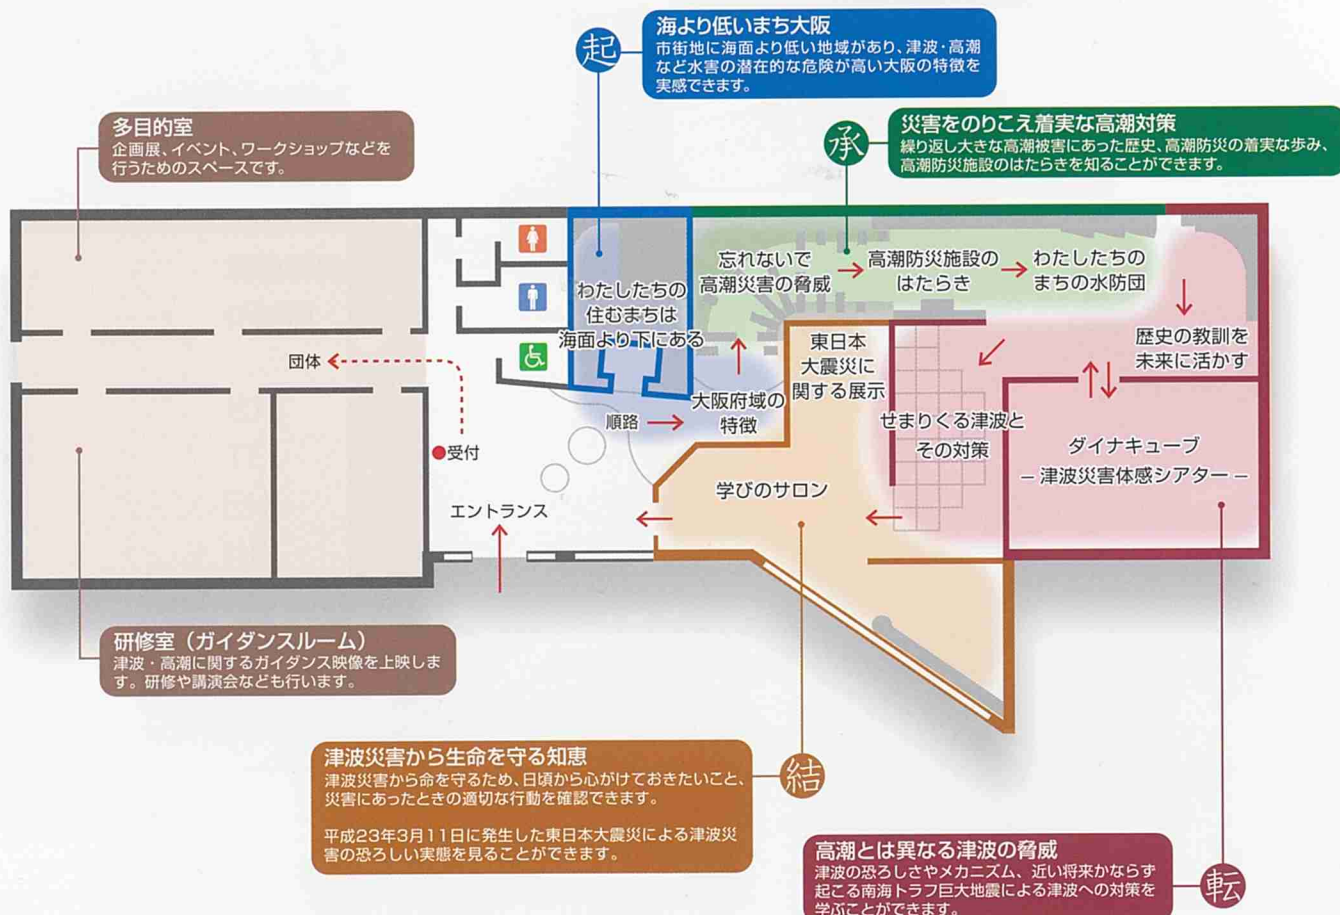 起
海より低いまち大阪
市街地に海面より低い地域があり、津波・高潮
など水害の潜在的な危険が高い大阪の特徴を
実感できます。
多目的室
企画展、イベント、ワークショップなどを
行うためのスペースです。
承
災害をのりこえ着実な高潮対策
繰り返し大きな高潮被害にあった歴史、高潮防災の着実な歩み、
高潮防災施設のはたらきを知ることができます。
わたしたちの
住むまちは
海面より下にある
忘れないで
高潮災害の脅威
高潮防災施設の
はたらき
わたしたちの
まちの水防団
歴史の教訓を
未来に活かす
団体
東日本
大震災に
関する展示
順路
大阪府域の
特徴
せまりくる津波と
その対策
ダイナキューブ
– 津波災害体感シアター –
受付
学びのサロン
エントランス
研修室（ガイダンスルーム）
津波・高潮に関するガイダンス映像を上映しま
す。研修や講演会なども行います。
津波災害から生命を守る知恵
津波災害から命を守るため、日頃から心がけておきたいこと、
災害にあったときの適切な行動を確認できます。
平成23年3月11日に発生した東日本大震災による津波災
害の恐ろしい実態を見ることができます。
結
高潮とは異なる津波の脅威
津波の恐ろしさやメカニズム、近い将来かならず
起こる南海トラフ巨大地震による津波への対策を
学ぶことができます。
転